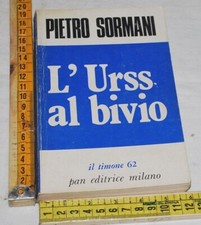 PIETRO SORMANI
L'Urss
al bivio
il timone 62
pan editrice milano